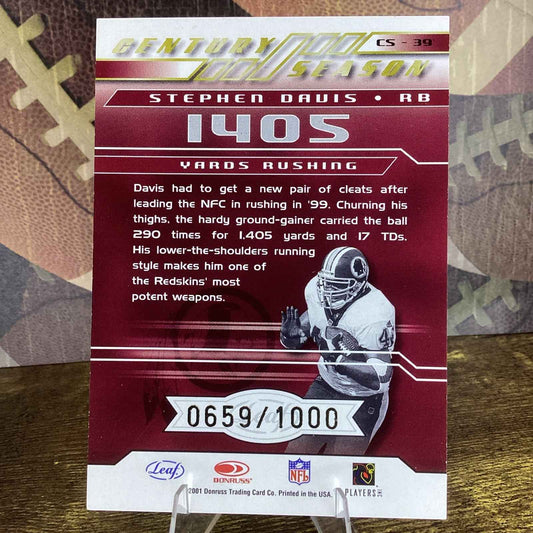 CENTURY
SEASON
CS - 39
STEPHEN DAVIS • RB
1405
YARDS RUSHING
Davis had to get a new pair of cleats after
leading the NFC in rushing in '99. Churning his
thighs, the hardy ground-gainer carried the ball
290 times for 1,405 yards and 17 TDs.
His lower-the-shoulders running
style makes him one of
the Redskins' most
potent weapons.
0659/1000
Leaf
DONRUSS
NFL
PLAYERS INC
2001 Donruss Trading Card Co. Printed in the USA.